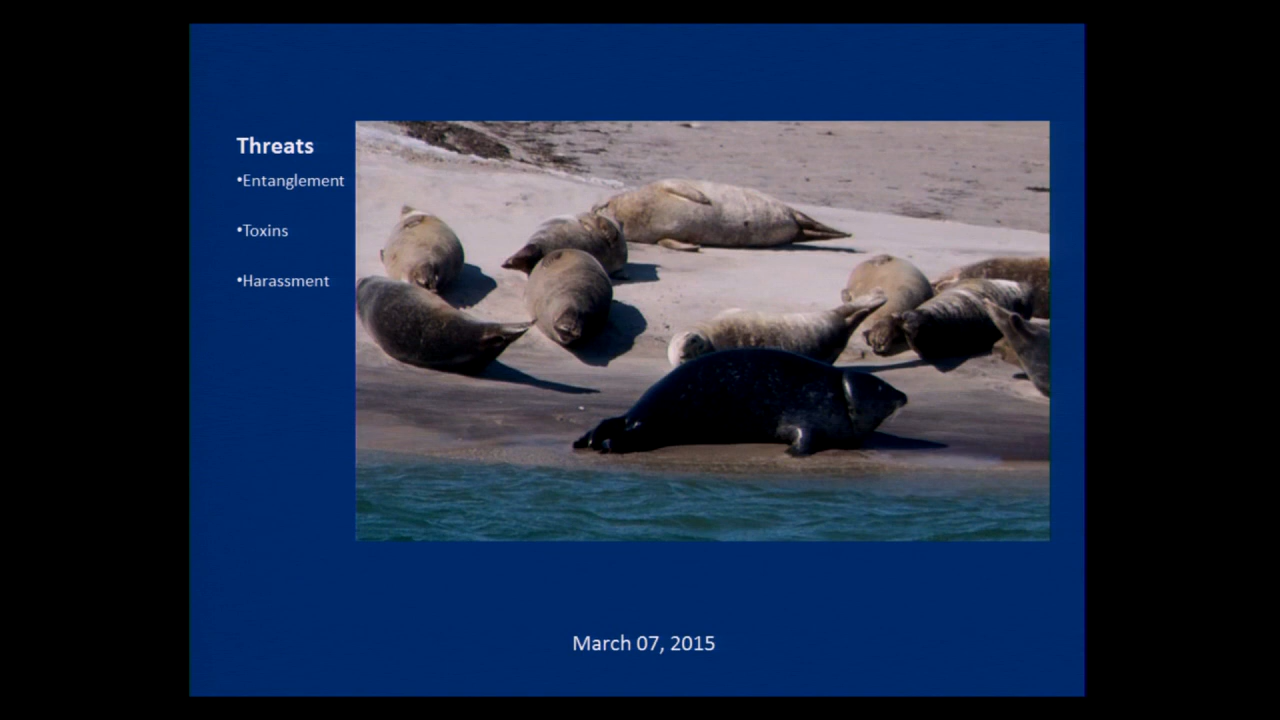 Threats
•Entanglement
•Toxins
•Harassment
March 07, 2015